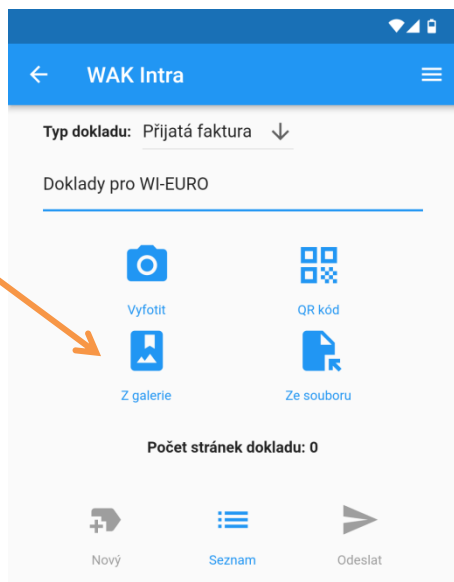 WAK Intra
Typ dokladu: Přijatá faktura
Doklady pro WI-EURO
Vyfotit QR kód
Z galerie Ze souboru
Počet stránek dokladu: 0
Nový Seznam Odeslat